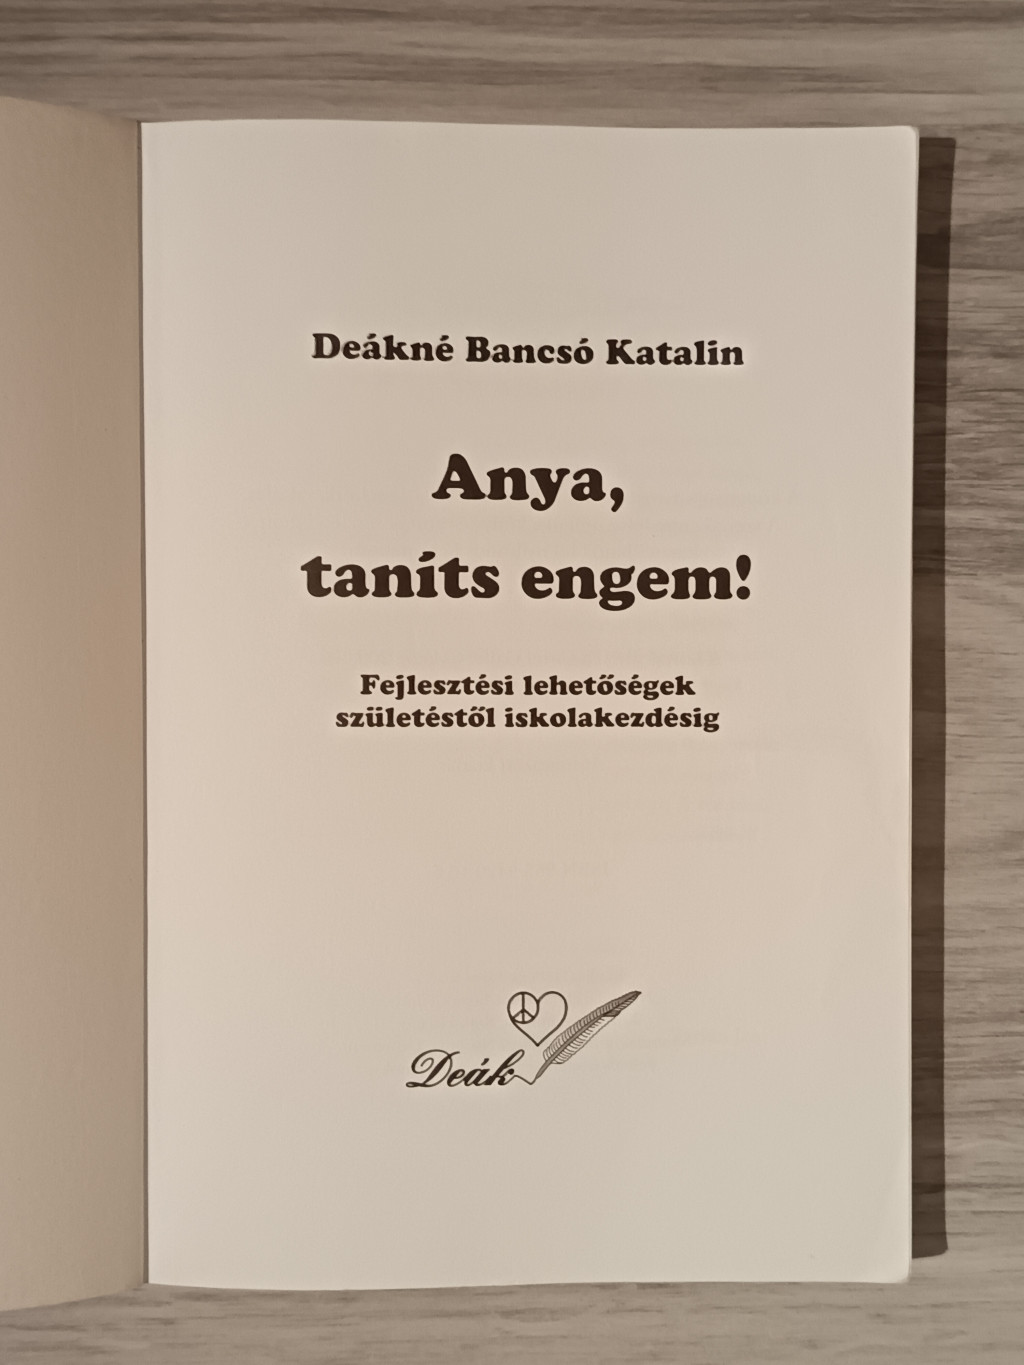 Deákné Bancsó Katalin
Anya,
taníts engem!
Fejlesztési lehetőségek
születéstől iskolakezdésig
Deák